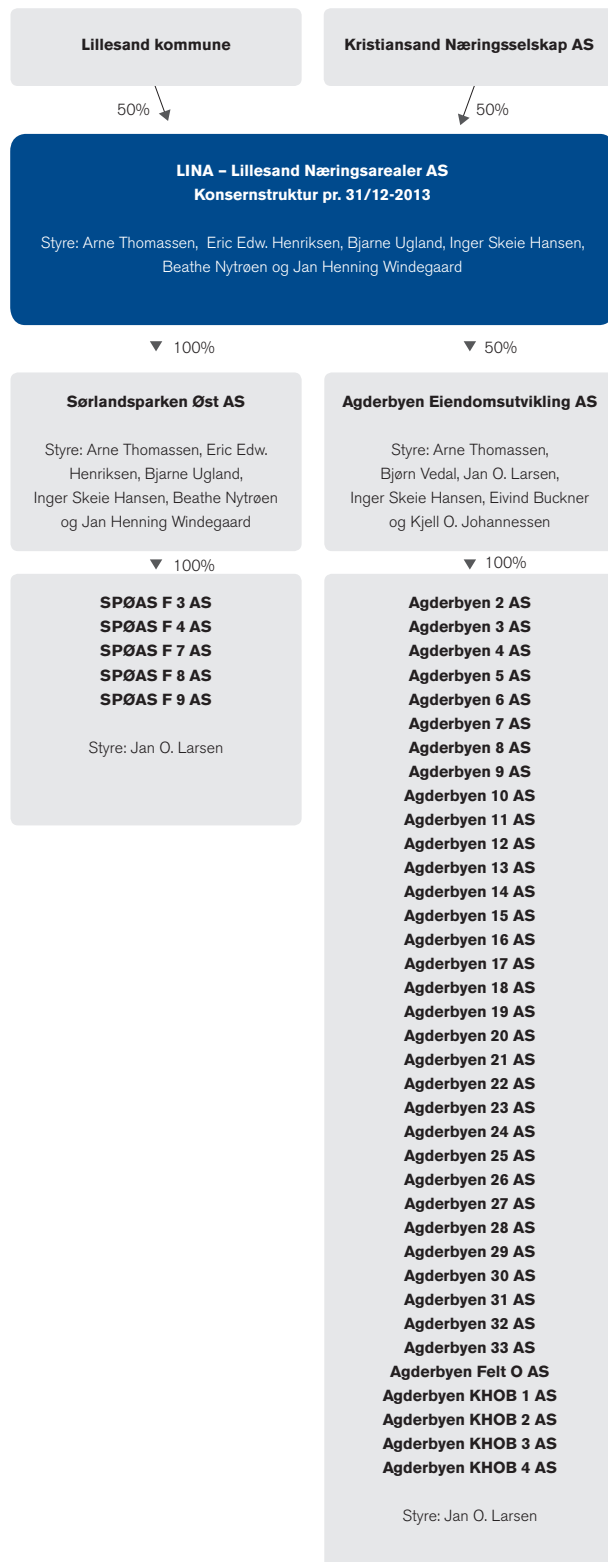 Lillesand kommune
Kristiansand Næringsselskap AS
50%
50%
LINA – Lillesand Næringsarealer AS
Konsernstruktur pr. 31/12-2013
Styre: Arne Thomassen, Eric Edw. Henriksen, Bjarne Ugland, Inger Skeie Hansen,
Beathe Nytrøen og Jan Henning Windegaard
100%
50%
Sørlandsparken Øst AS
Styre: Arne Thomassen, Eric Edw.
Henriksen, Bjarne Ugland,
Inger Skeie Hansen, Beathe Nytrøen
og Jan Henning Windegaard
Agderbyen Eiendomsutvikling AS
Styre: Arne Thomassen,
Bjørn Vedal, Jan O. Larsen,
Inger Skeie Hansen, Eivind Buckner
og Kjell O. Johannessen
100%
100%
SPØAS F 3 AS
SPØAS F 4 AS
SPØAS F 7 AS
SPØAS F 8 AS
SPØAS F 9 AS
Styre: Jan O. Larsen
Agderbyen 2 AS
Agderbyen 3 AS
Agderbyen 4 AS
Agderbyen 5 AS
Agderbyen 6 AS
Agderbyen 7 AS
Agderbyen 8 AS
Agderbyen 9 AS
Agderbyen 10 AS
Agderbyen 11 AS
Agderbyen 12 AS
Agderbyen 13 AS
Agderbyen 14 AS
Agderbyen 15 AS
Agderbyen 16 AS
Agderbyen 17 AS
Agderbyen 18 AS
Agderbyen 19 AS
Agderbyen 20 AS
Agderbyen 21 AS
Agderbyen 22 AS
Agderbyen 23 AS
Agderbyen 24 AS
Agderbyen 25 AS
Agderbyen 26 AS
Agderbyen 27 AS
Agderbyen 28 AS
Agderbyen 29 AS
Agderbyen 30 AS
Agderbyen 31 AS
Agderbyen 32 AS
Agderbyen 33 AS
Agderbyen Felt O AS
Agderbyen KHOB 1 AS
Agderbyen KHOB 2 AS
Agderbyen KHOB 3 AS
Agderbyen KHOB 4 AS
Styre: Jan O. Larsen